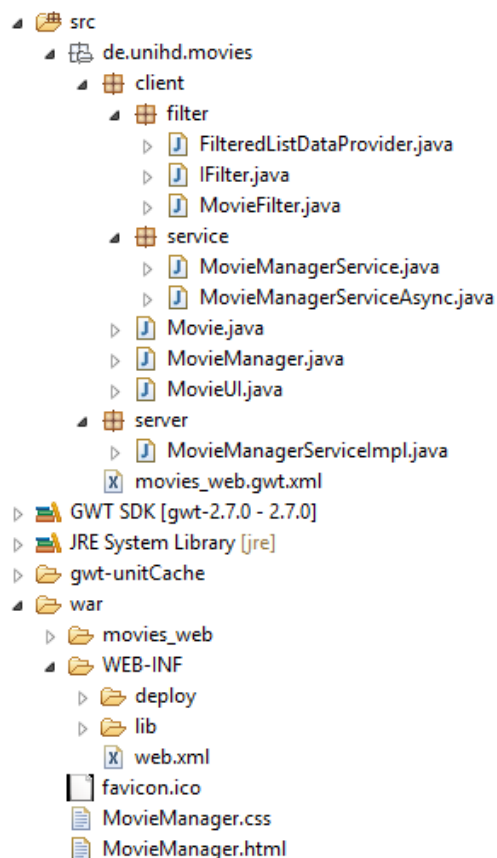 src
de.unihd.movies
client
filter
FilteredListDataProvider.java
IFilter.java
MovieFilter.java
service
MovieManagerService.java
MovieManagerServiceAsync.java
Movie.java
MovieManager.java
MovieUI.java
server
MovieManagerServiceImpl.java
movies_web.gwt.xml
GWT SDK [gwt-2.7.0 - 2.7.0]
JRE System Library [jre]
gwt-unitCache
war
movies_web
WEB-INF
deploy
lib
web.xml
favicon.ico
MovieManager.css
MovieManager.html